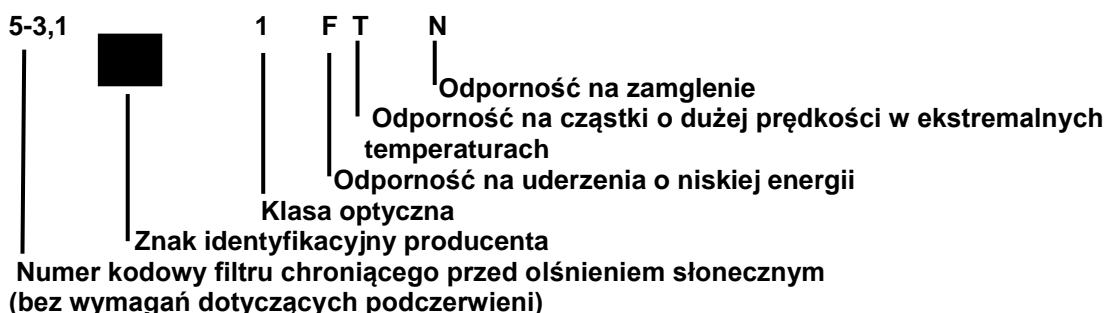 5-3,1 1 F T N
Odporność na zamglenie
Odporność na cząstki o dużej prędkości w ekstremalnych
temperaturach
Odporność na uderzenia o niskiej energii
Klasa optyczna
Znak identyfikacyjny producenta
Numer kodowy filtru chroniącego przed olśnieniem słonecznym
(bez wymagań dotyczących podczerwieni)